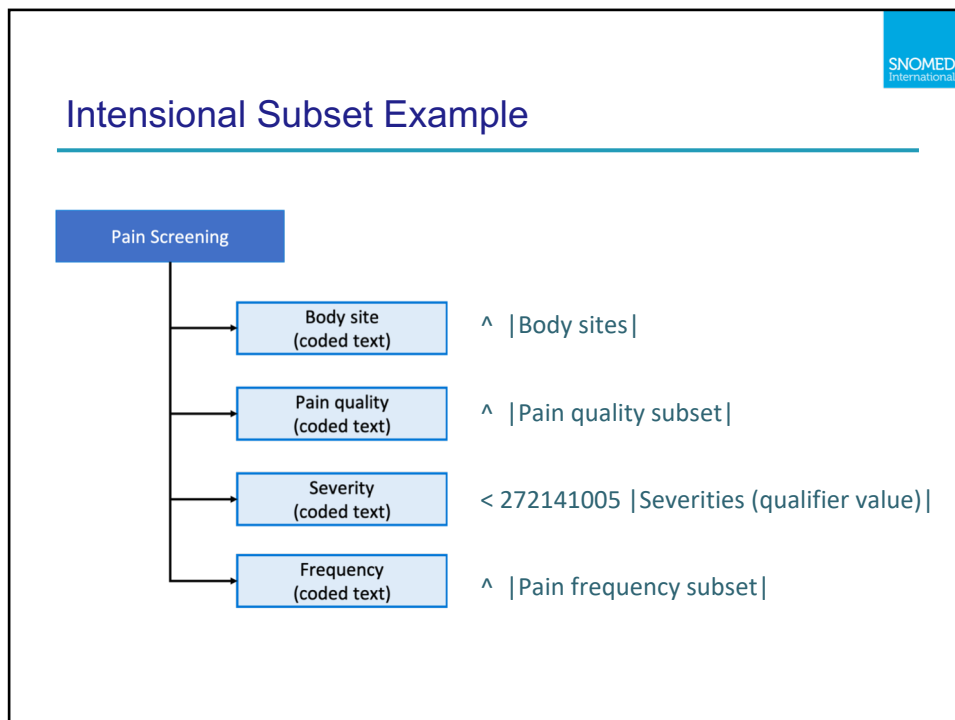 SNOMED
International
Intensional Subset Example
Pain Screening
Body site
(coded text)
^ |Body sites|
Pain quality
(coded text)
^ |Pain quality subset|
Severity
(coded text)
< 272141005 |Severities (qualifier value)|
Frequency
(coded text)
^ |Pain frequency subset|